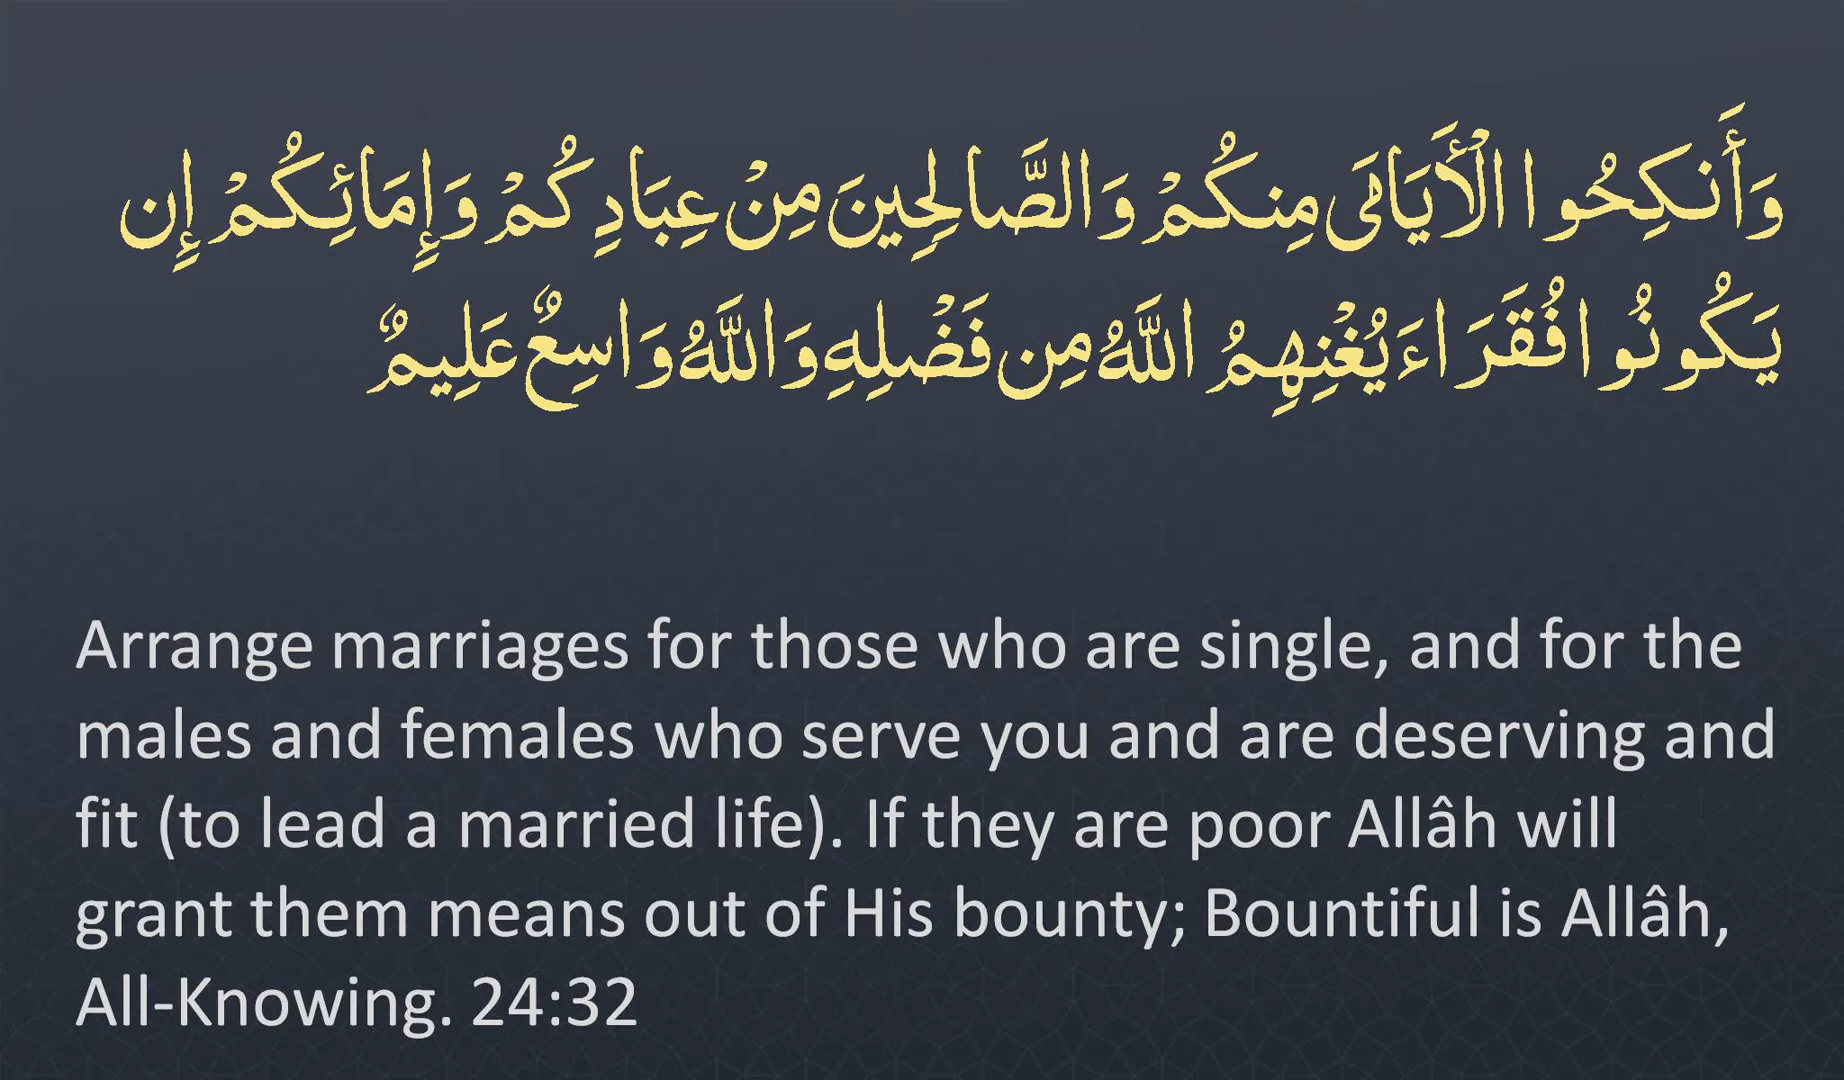 وَأَنكِحُوا الْأَيَامَىٰ مِنكُمْ وَالصَّالِحِينَ مِنْ عِبَادِكُمْ وَإِمَائِكُمْ إِن
يَكُونُوا فُقَرَاءَ يُغْنِهِمُ اللَّهُ مِن فَضْلِهِ وَاللَّهُ وَاسِعٌ عَلِيمٌ
Arrange marriages for those who are single, and for the
males and females who serve you and are deserving and
fit (to lead a married life). If they are poor Allâh will
grant them means out of His bounty; Bountiful is Allâh,
All-Knowing. 24:32